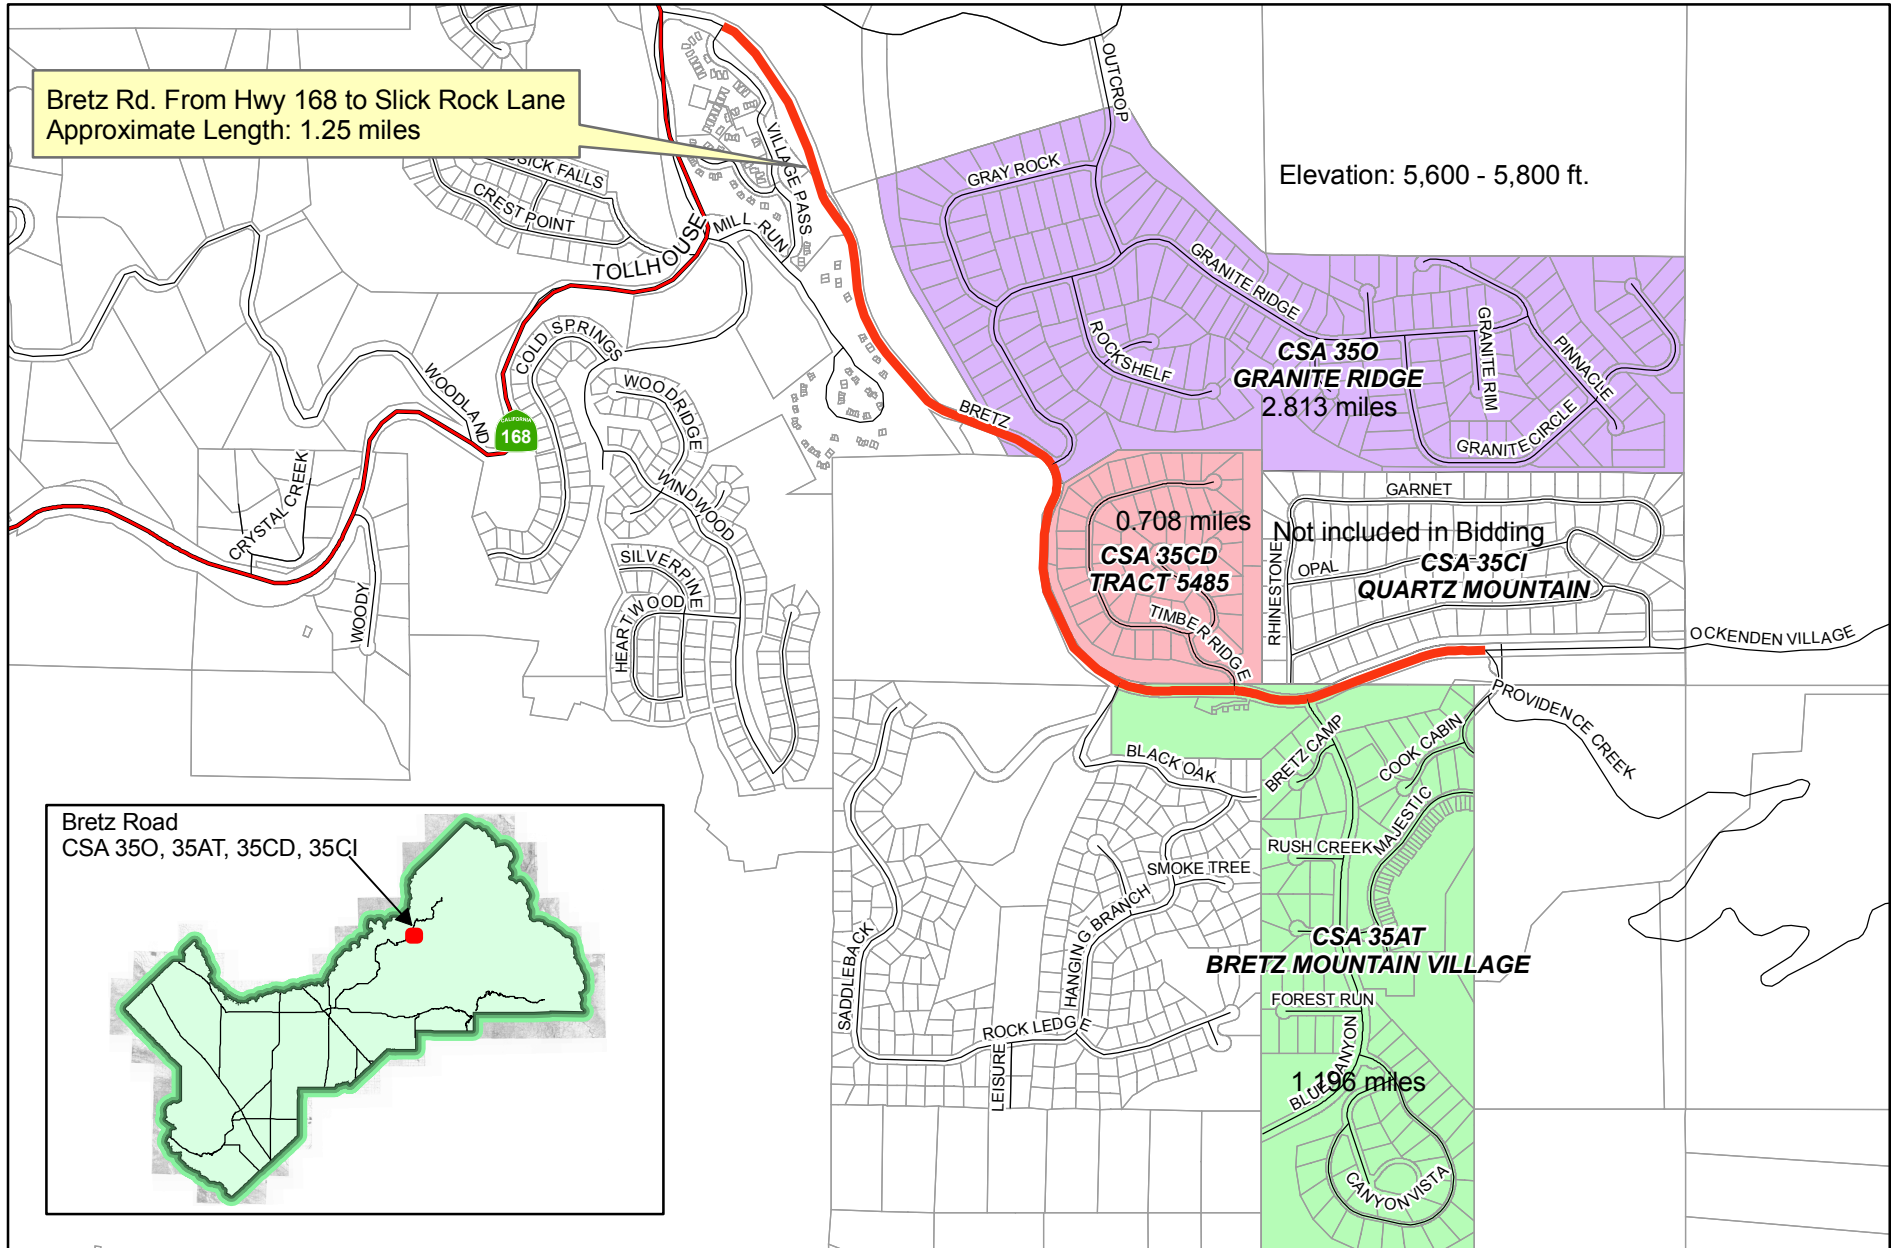 Bretz Rd. From Hwy 168 to Slick Rock Lane
Approximate Length: 1.25 miles
Elevation: 5,600 - 5,800 ft.
OUTCROP
VILLAGE PASS
GRAY ROCK
SICK FALLS
CREST POINT
TOLLHOUSE
MILL RUN
GRANITE RIDGE
ROCKSHELF
GRANITE RIM
PINNACLE
GRANITE CIRCLE
CSA 35O
GRANITE RIDGE
2.813 miles
COLD SPRINGS
WOODLAND
CALIFORNIA
168
WOODRIDGE
WINDWOOD
BRETZ
CRYSTAL CREEK
WOODY
SILVERPINE
HEARTWOOD
0.708 miles
CSA 35CD
TRACT 5485
TIMBER RIDGE
GARNET
Not included in Bidding
CSA 35CI
QUARTZ MOUNTAIN
OPAL
RHINESTONE
OCKENDEN VILLAGE
PROVIDENCE CREEK
BLACK OAK
BRETZ CAMP
COOK CABIN
MAJESTIC
RUSH CREEK
SMOKE TREE
HANGING BRANCH
SADDLEBACK
ROCK LEDGE
LEISURE
CSA 35AT
BRETZ MOUNTAIN VILLAGE
FOREST RUN
BLUE CANYON
1.196 miles
CANYON VISTA
Bretz Road
CSA 35O, 35AT, 35CD, 35CI